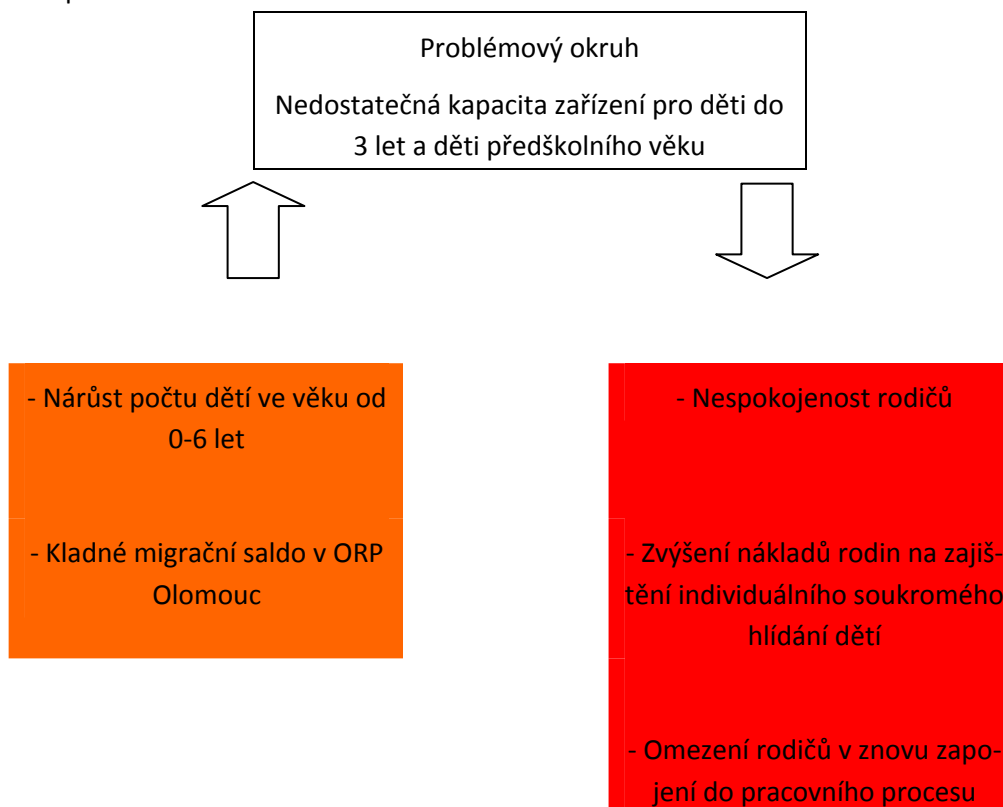 Problémový okruh
Nedostatečná kapacita zařízení pro děti do
3 let a děti předškolního věku
- Nárůst počtu dětí ve věku od
0-6 let
- Kladné migrační saldo v ORP
Olomouc
- Nespokojenost rodičů
- Zvýšení nákladů rodin na zajiš-
tění individuálního soukromého
hlídání dětí
- Omezení rodičů v znovu zapo-
jení do pracovního procesu